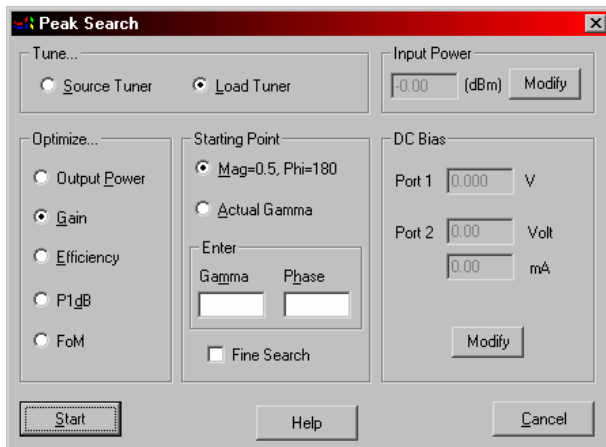 Peak Search
Tune...
Source Tuner
Load Tuner
Input Power
-0.00 (dBm) Modify
Optimize...
Output Power
Gain
Efficiency
P1dB
FoM
Starting Point
Mag=0.5, Phi=180
Actual Gamma
Enter
Gamma Phase
Fine Search
DC Bias
Port 1 0.000 V
Port 2 0.00 Volt
0.00 mA
Modify
Start
Help
Cancel